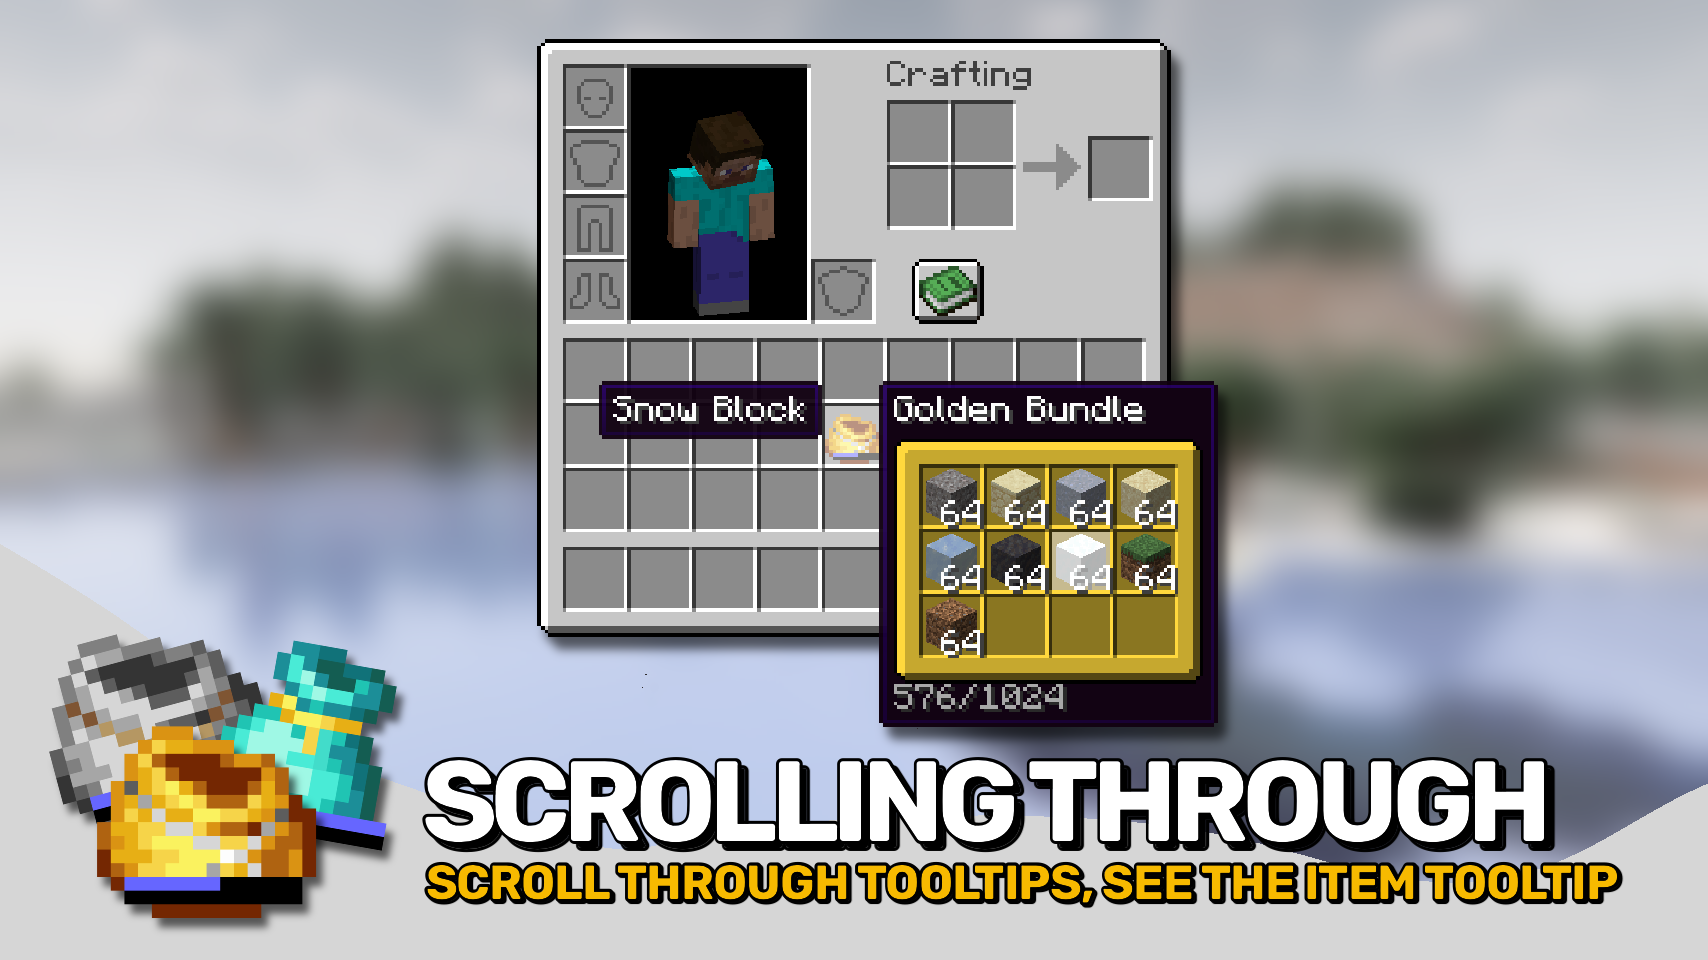 Crafting
Snow Block
Golden Bundle
64 64 64 64
64 64 64 64
64
576/1024
SCROLLING THROUGH
SCROLL THROUGH TOOLTIPS, SEE THE ITEM TOOLTIP